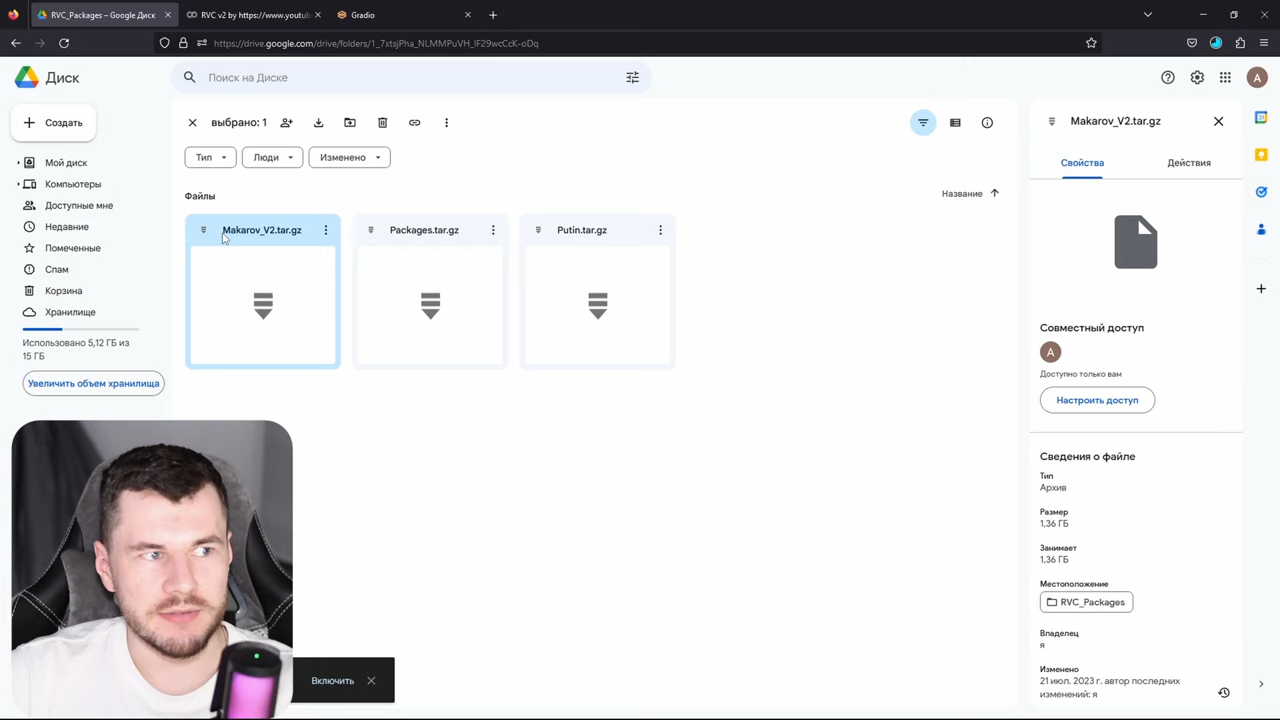 RVC_Packages – Google Диск
RVC v2 by https://www.youtube
Gradio
https://drive.google.com/drive/folders/1_7xtsjPha_NLMMPuVH_IF29wcCcK-oDq
Диск
Поиск на Диске
A
Создать
выбрано: 1
Тип
Люди
Изменено
Мой диск
Компьютеры
Доступные мне
Недавние
Помеченные
Спам
Корзина
Хранилище
Использовано 5,12 ГБ из
15 ГБ
Увеличить объем хранилища
Файлы
Название
Makarov_V2.tar.gz
Packages.tar.gz
Putin.tar.gz
Включить
Makarov_V2.tar.gz
Свойства
Действия
Совместный доступ
A
Доступно только вам
Настроить доступ
Сведения о файле
Тип
Архив
Размер
1,36 ГБ
Занимает
1,36 ГБ
Местоположение
RVC_Packages
Владелец
я
Изменено
21 июл. 2023 г. автор последних
изменений: я